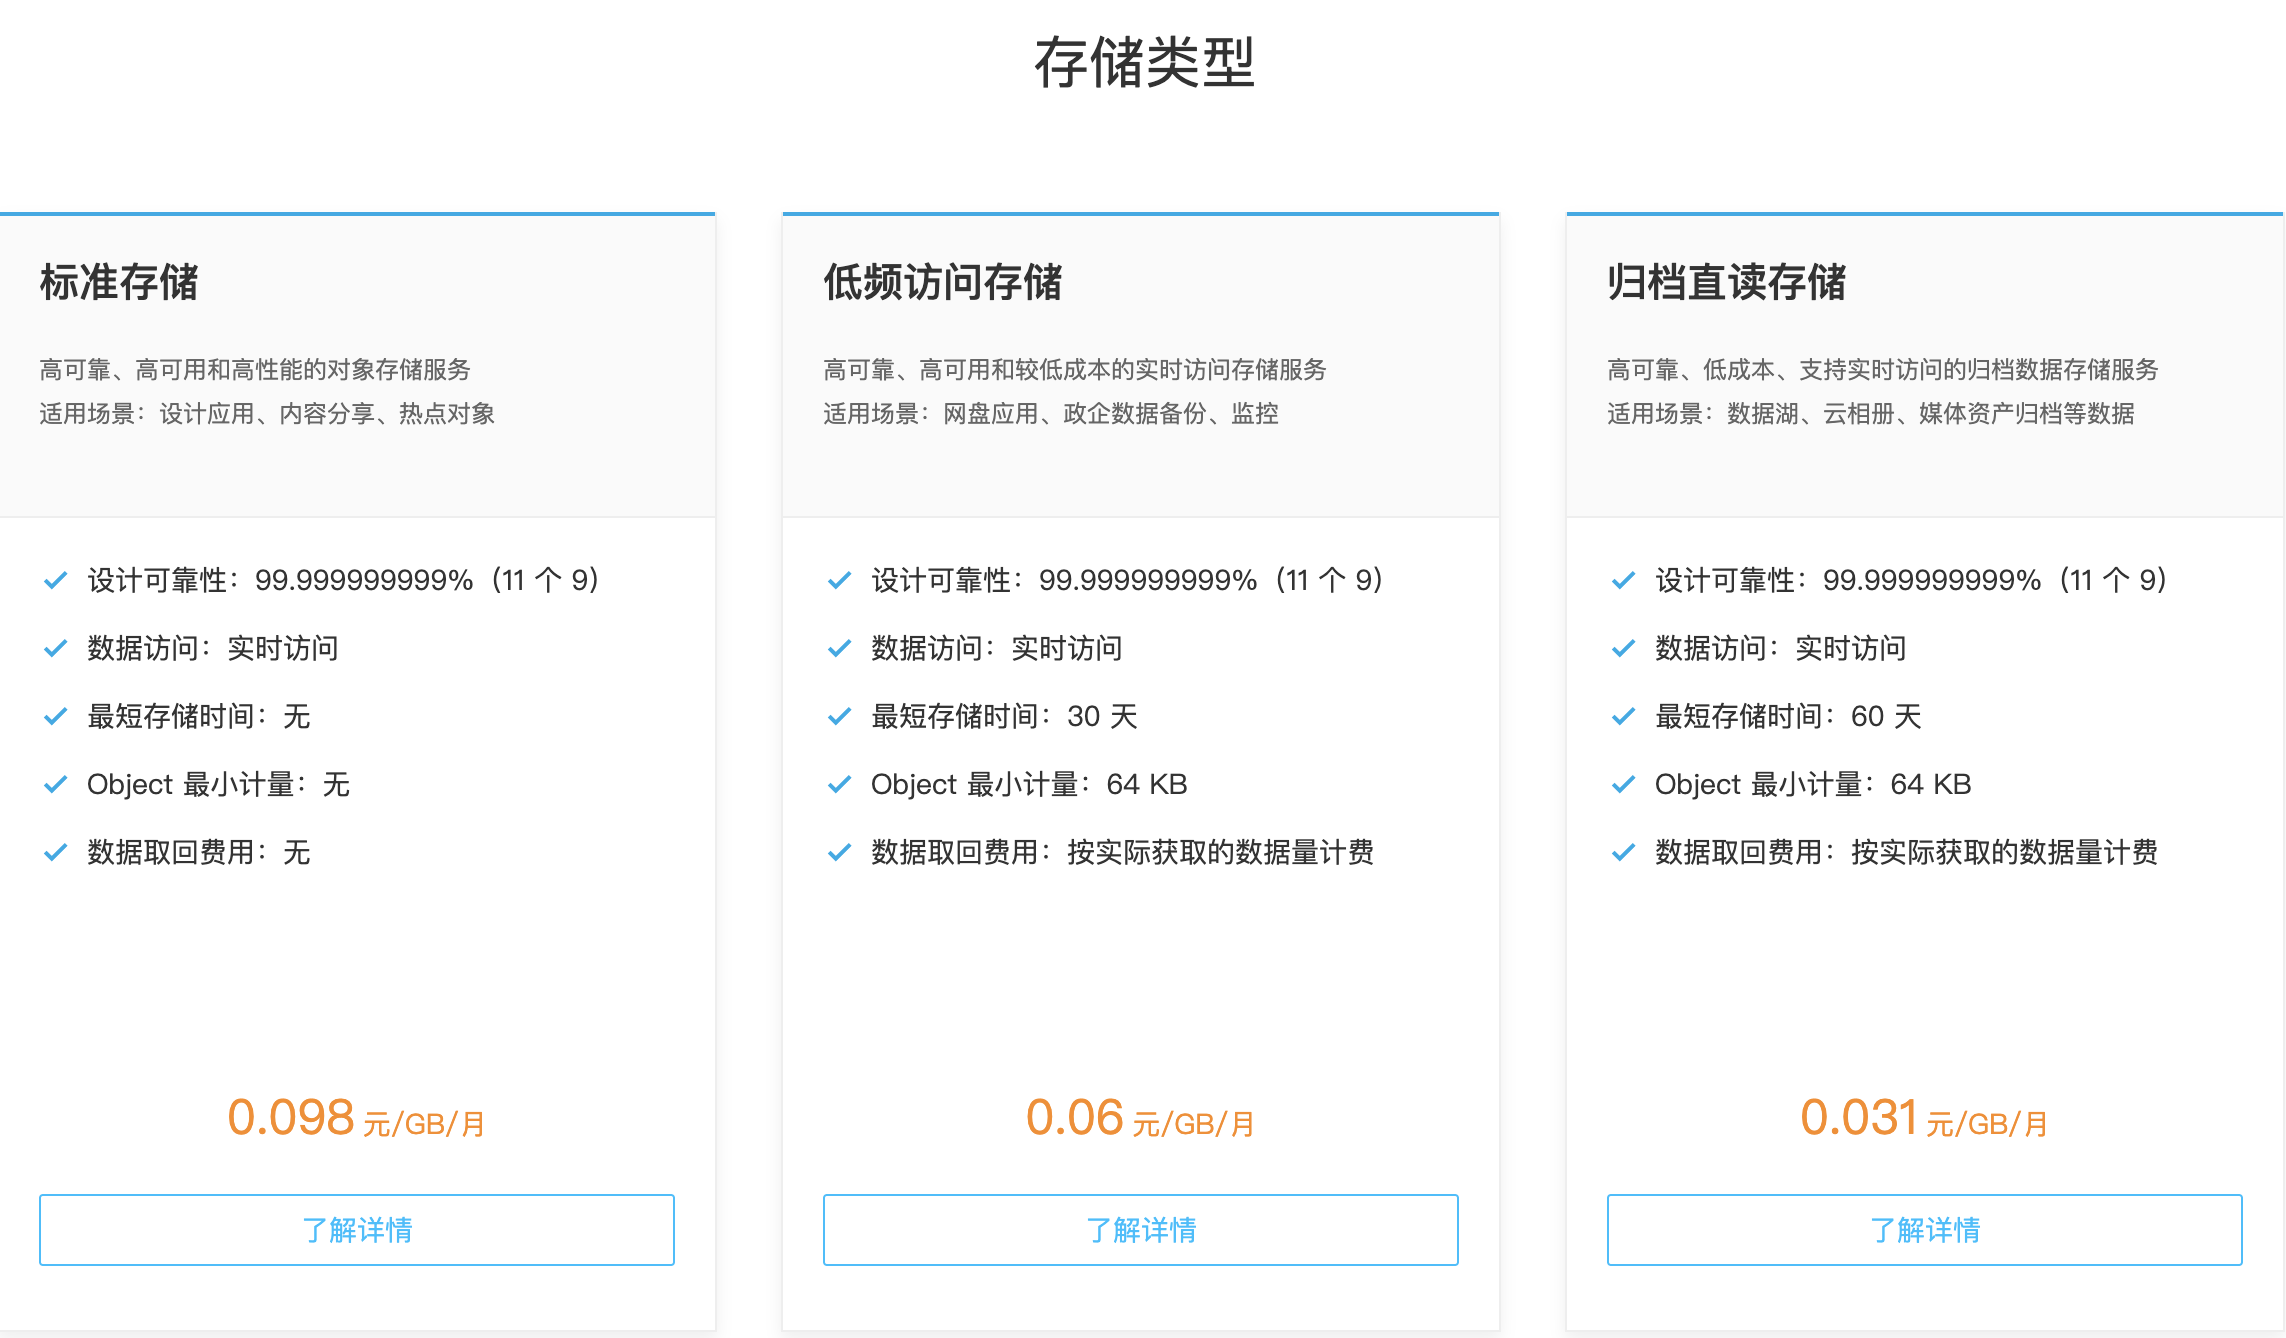 存储类型
标准存储
高可靠、高可用和高性能的对象存储服务
适用场景：设计应用、内容分享、热点对象
设计可靠性：99.999999999%（11 个 9）
数据访问：实时访问
最短存储时间：无
Object 最小计量：无
数据取回费用：无
0.098 元/GB/月
了解详情
低频访问存储
高可靠、高可用和较低成本的实时访问存储服务
适用场景：网盘应用、政企数据备份、监控
设计可靠性：99.999999999%（11 个 9）
数据访问：实时访问
最短存储时间：30 天
Object 最小计量：64 KB
数据取回费用：按实际获取的数据量计费
0.06 元/GB/月
了解详情
归档直读存储
高可靠、低成本、支持实时访问的归档数据存储服务
适用场景：数据湖、云相册、媒体资产归档等数据
设计可靠性：99.999999999%（11 个 9）
数据访问：实时访问
最短存储时间：60 天
Object 最小计量：64 KB
数据取回费用：按实际获取的数据量计费
0.031 元/GB/月
了解详情